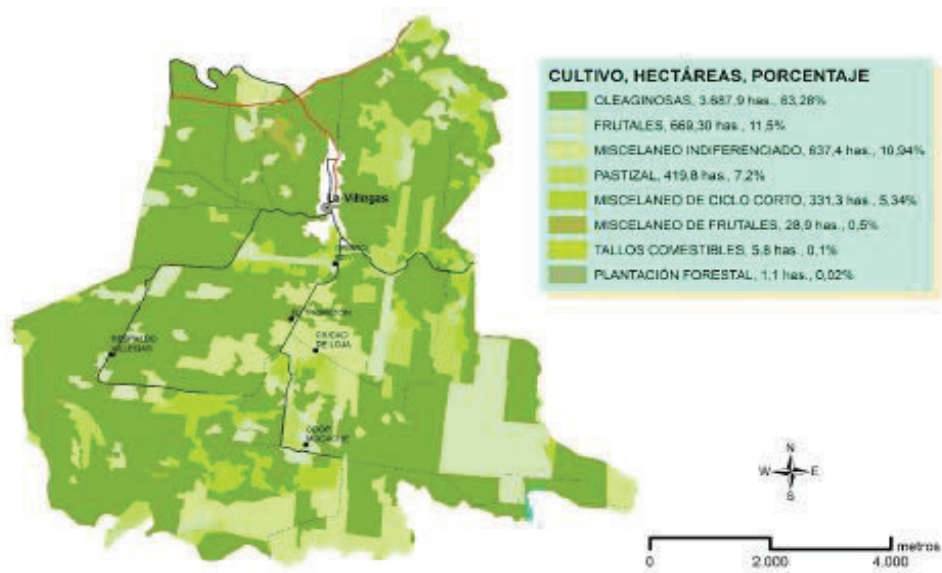 CULTIVO, HECTÁREAS, PORCENTAJE
OLEAGINOSAS, 3.687,9 has., 63,28%
FRUTALES, 669,30 has., 11,5%
MISCELANEO INDIFERENCIADO, 637,4 has., 10,94%
PASTIZAL, 419,8 has., 7,2%
MISCELANEO DE CICLO CORTO, 331,3 has., 5,34%
MISCELANEO DE FRUTALES, 28,9 has., 0,5%
TALLOS COMESTIBLES, 5,8 has., 0,1%
PLANTACIÓN FORESTAL, 1.1 has., 0,02%
La Villegas
CIUDAD
DE LOJA
RESPALDO
VILLEGAS
COOP.
N
W E
S
metros
0 2.000 4.000